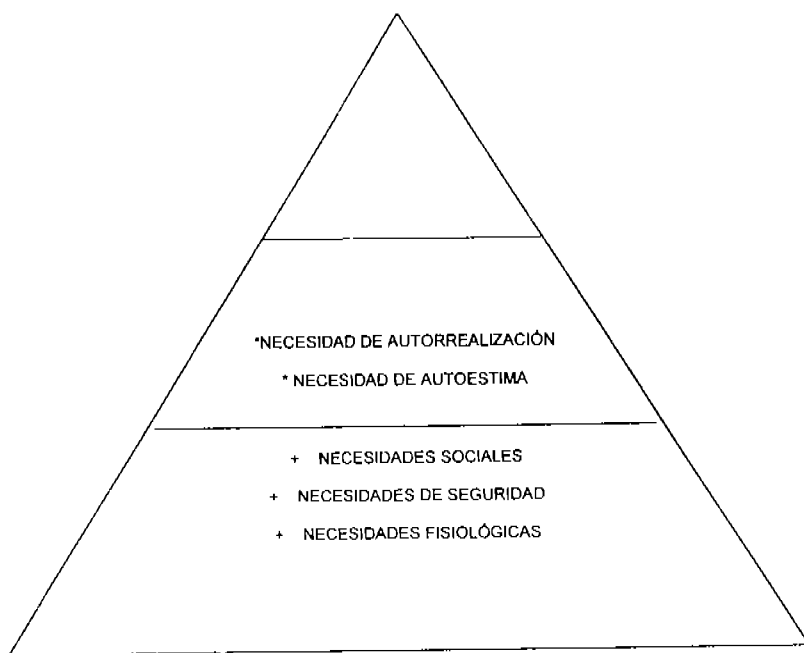 *NECESIDAD DE AUTORREALIZACIÓN
* NECESIDAD DE AUTOESTIMA
+ NECESIDADES SOCIALES
+ NECESIDADES DE SEGURIDAD
+ NECESIDADES FISIOLÓGICAS